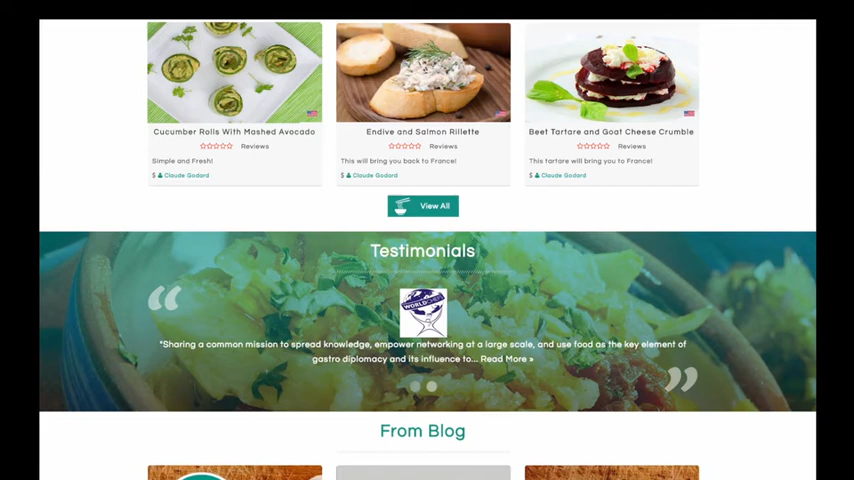 Cucumber Rolls With Mashed Avocado
Reviews
Simple and Fresh!
$ Claude Godard
Endive and Salmon Rillette
Reviews
This will bring you back to France!
$ Claude Godard
Beet Tartare and Goat Cheese Crumble
Reviews
This tartare will bring you to France!
$ Claude Godard
View All
Testimonials
WORLDCHEFS
"Sharing a common mission to spread knowledge, empower networking at a large scale, and use food as the key element of
gastro diplomacy and its influence to... Read More »
From Blog